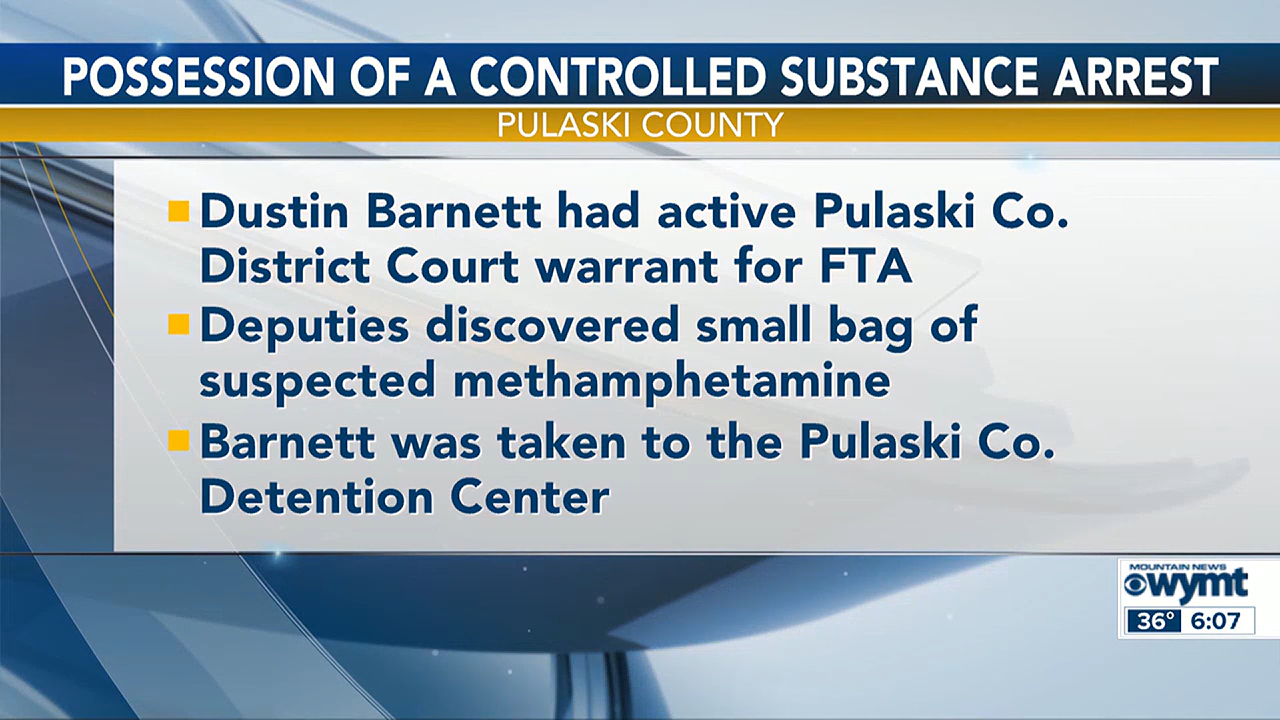 POSSESSION OF A CONTROLLED SUBSTANCE ARREST
PULASKI COUNTY
Dustin Barnett had active Pulaski Co.
District Court warrant for FTA
Deputies discovered small bag of
suspected methamphetamine
Barnett was taken to the Pulaski Co.
Detention Center
MOUNTAIN NEWS
wymt
36° 6:07